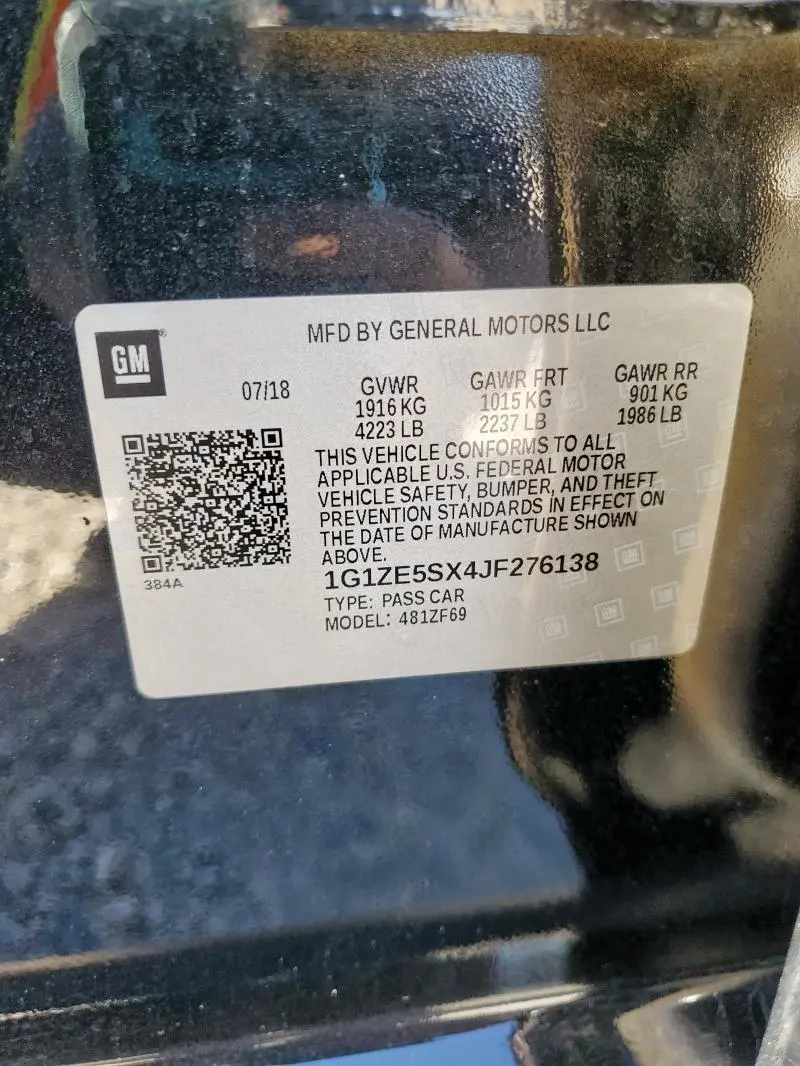 GM®
MFD BY GENERAL MOTORS LLC
07/18
GVWR
1916 KG
4223 LB
GAWR FRT
1015 KG
2237 LB
GAWR RR
901 KG
1986 LB
THIS VEHICLE CONFORMS TO ALL
APPLICABLE U.S. FEDERAL MOTOR
VEHICLE SAFETY, BUMPER, AND THEFT
PREVENTION STANDARDS IN EFFECT ON
THE DATE OF MANUFACTURE SHOWN
ABOVE.
384A
1G1ZE5SX4JF276138
TYPE: PASS CAR
MODEL: 481ZF69